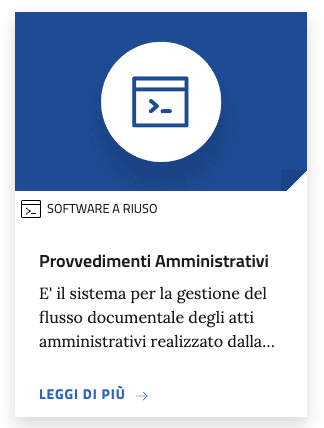 SOFTWARE A RIUSO
Provvedimenti Amministrativi
E' il sistema per la gestione del
flusso documentale degli atti
amministrativi realizzato dalla...
LEGGI DI PIÙ →